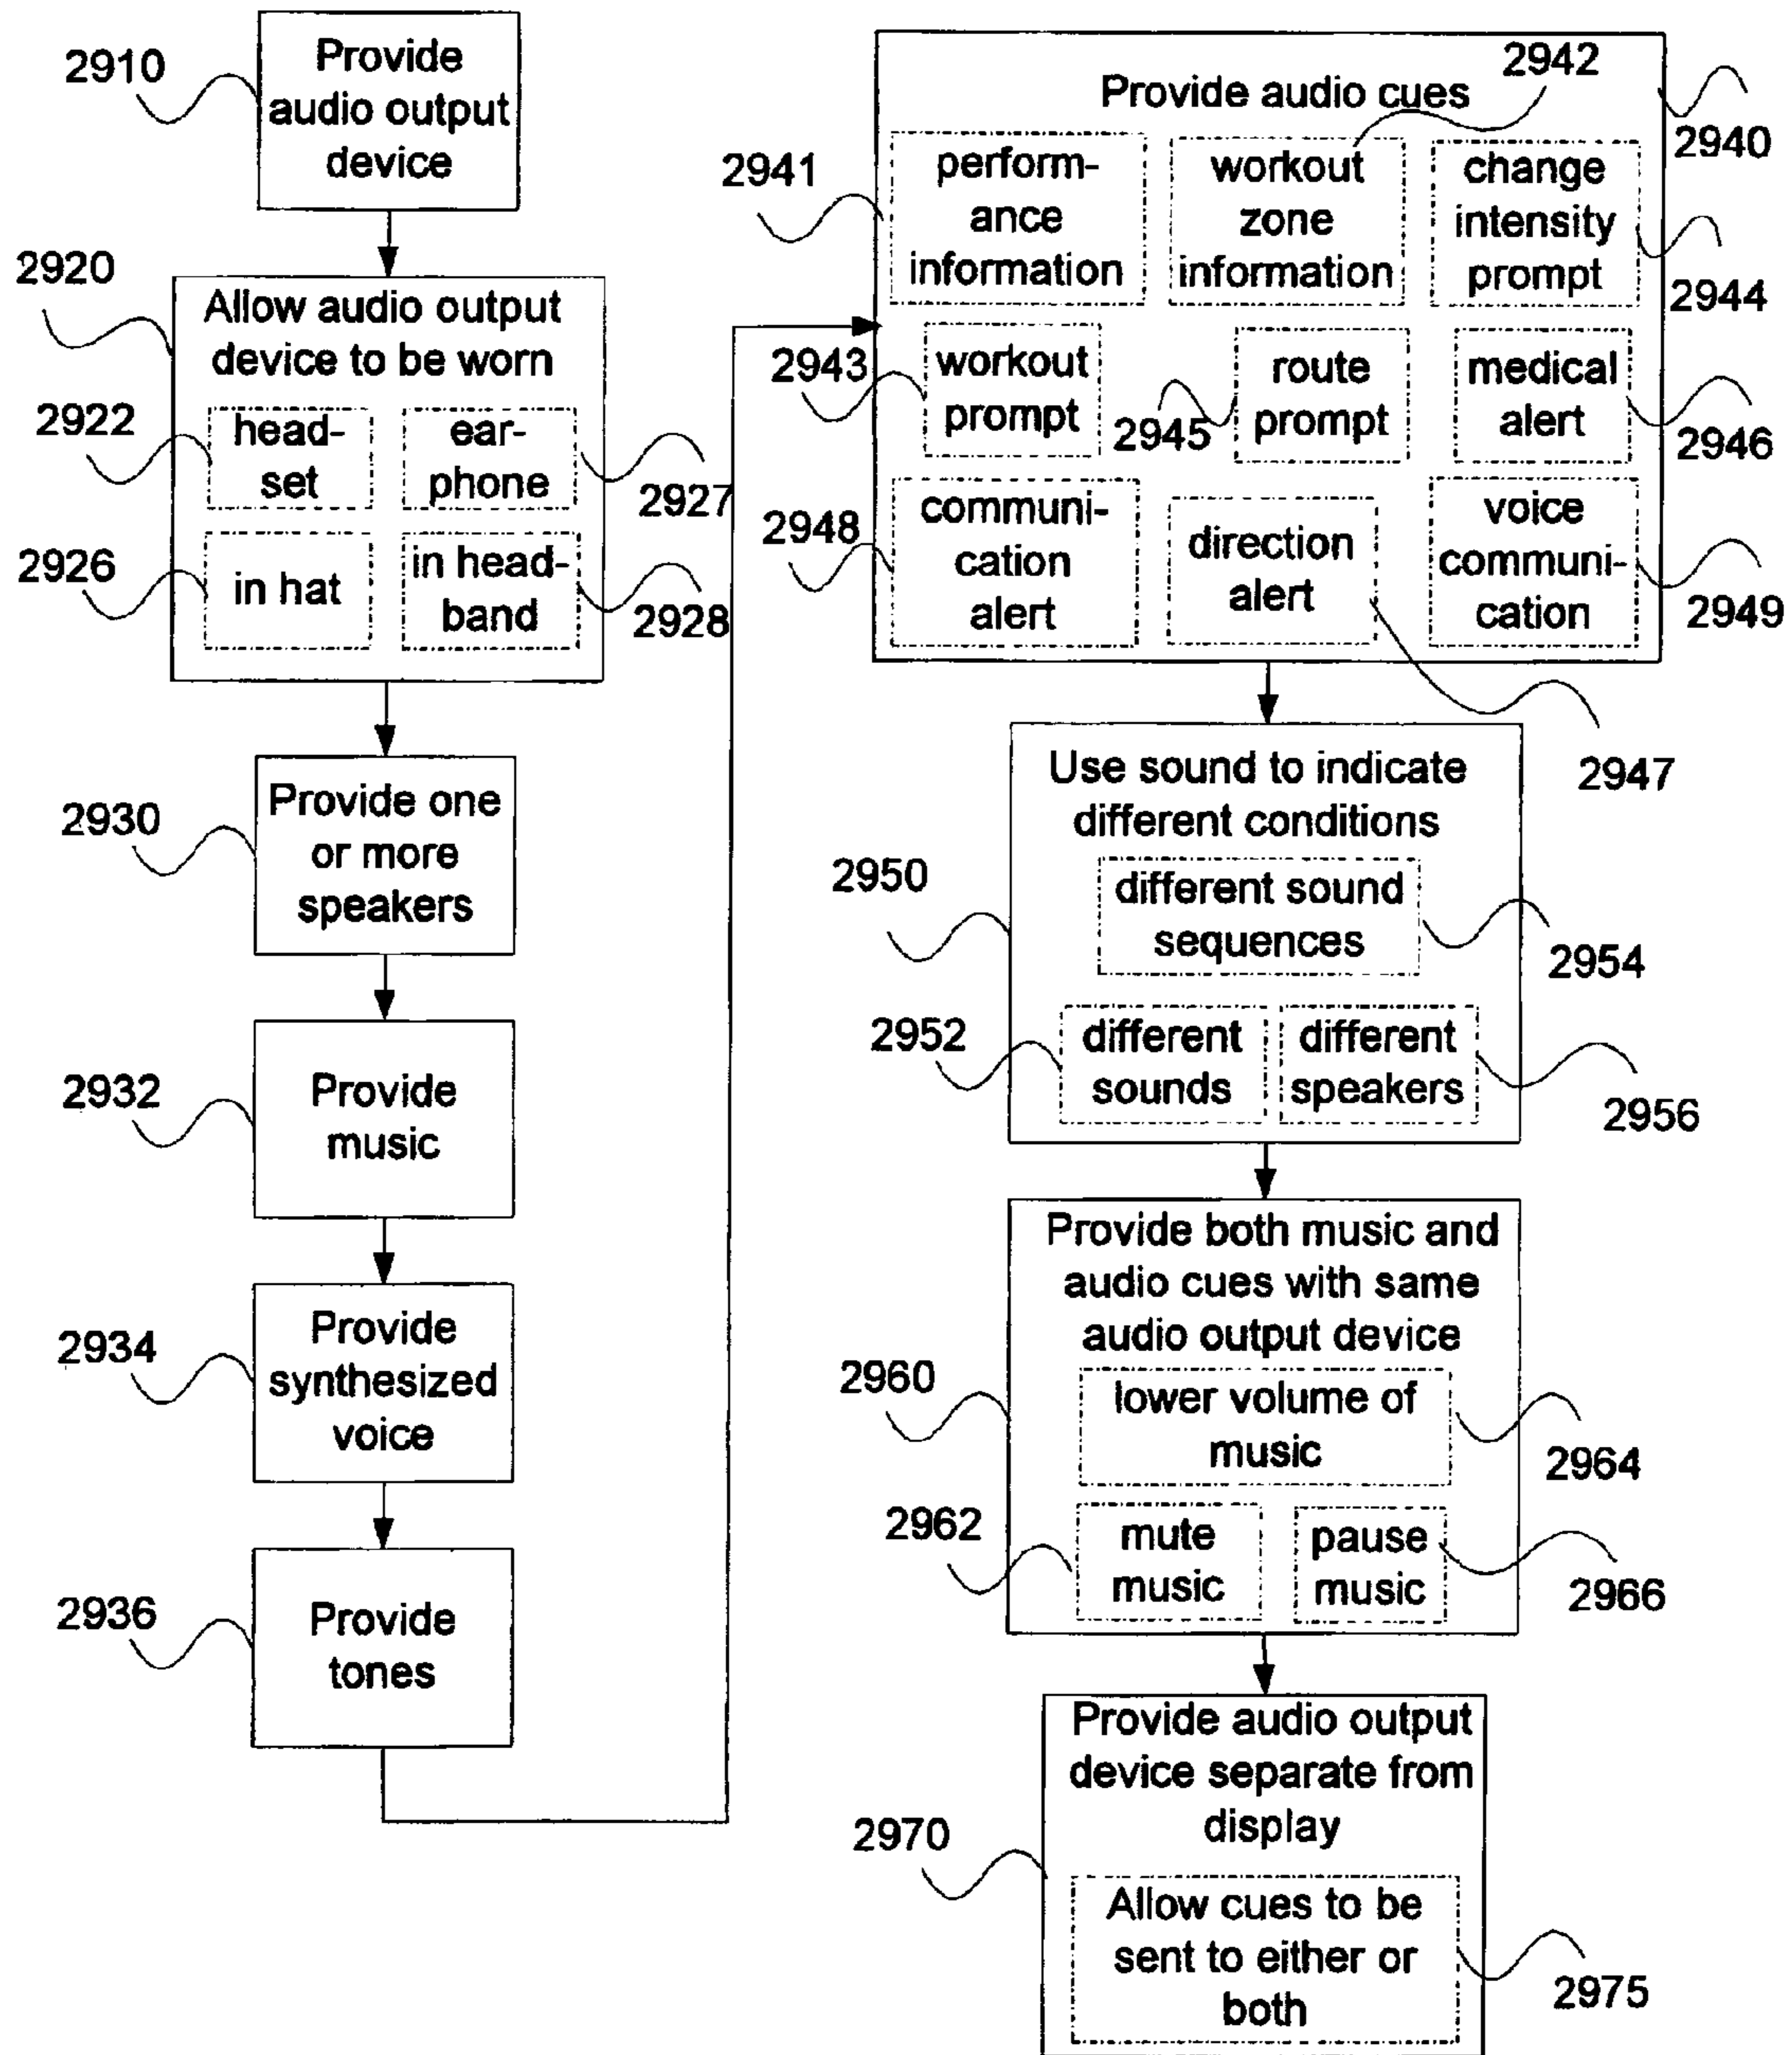 2910
Provide
audio output
device
2920
Allow audio output
device to be worn
2922
head-
set
ear-
phone
2927
2926
in hat
in head-
band
2928
2930
Provide one
or more
speakers
2932
Provide
music
2934
Provide
synthesized
voice
2936
Provide
tones
Provide audio cues
2942
2940
2941
perform-
ance
information
workout
zone
information
change
intensity
prompt
2944
2943
workout
prompt
2945
route
prompt
medical
alert
2946
2948
communi-
cation
alert
direction
alert
voice
communi-
cation
2949
2947
Use sound to indicate
different conditions
2950
different sound
sequences
2954
2952
different
sounds
different
speakers
2956
Provide both music and
audio cues with same
audio output device
2960
lower volume of
music
2964
2962
mute
music
pause
music
2966
Provide audio output
device separate from
display
2970
Allow cues to be
sent to either or
both
2975